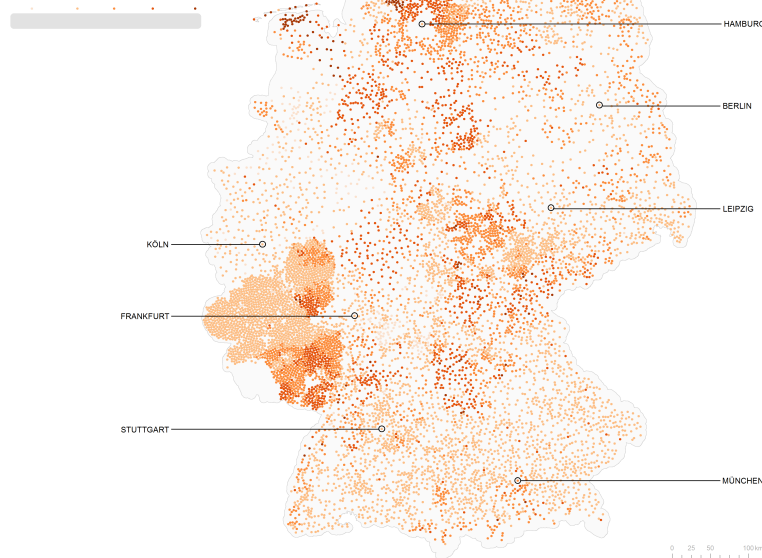 HAMBURG
BERLIN
LEIPZIG
KÖLN
FRANKFURT
STUTTGART
MÜNCHEN
0 25 50 100 km